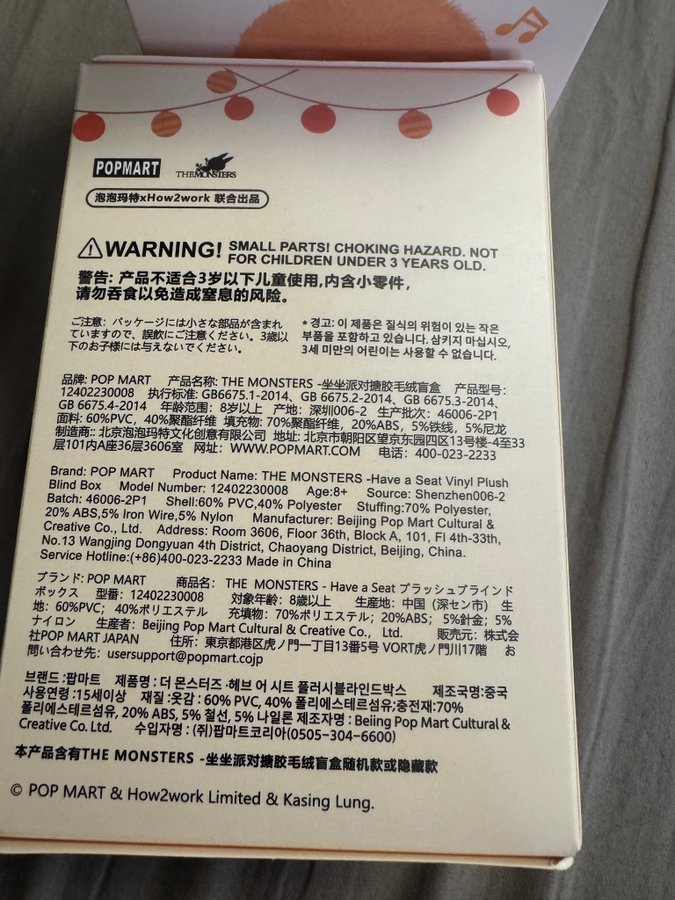 POPMART THEMONSTERS
泡泡玛特xHow2work 联合出品
WARNING! SMALL PARTS! CHOKING HAZARD. NOT
FOR CHILDREN UNDER 3 YEARS OLD.
警告: 产品不适合3岁以下儿童使用,内含小零件,
请勿吞食以免造成窒息的风险。
ご注意：パッケージには小さな部品が含まれ
ていますので、誤飲にご注意ください。3歳以
下のお子様には与えないでください。
* 경고: 이 제품은 질식의 위험이 있는 작은
부품을 포함하고 있습니다. 삼키지 마십시오,
3세 미만의 어린이는 사용할 수 없습니다.
品牌: POP MART 产品名称: THE MONSTERS -坐坐派对搪胶毛绒盲盒 产品型号:
12402230008 执行标准: GB6675.1-2014、GB 6675.2-2014、GB 6675.3-2014、
GB 6675.4-2014 年龄范围: 8岁以上 产地: 深圳006-2 生产批次: 46006-2P1
面料: 60%PVC，40%聚酯纤维 填充物: 70%聚酯纤维，20%ABS，5%铁线，5%尼龙
制造商:: 北京泡泡玛特文化创意有限公司 地址: 北京市朝阳区望京东园四区13号楼-4至33
层101内A座36层3606室 网址: WWW.POPMART.COM 电话: 400-023-2233
Brand: POP MART Product Name: THE MONSTERS -Have a Seat Vinyl Plush
Blind Box Model Number: 12402230008 Age:8+ Source: Shenzhen006-2
Batch: 46006-2P1 Shell:60% PVC,40% Polyester Stuffing:70% Polyester,
20% ABS,5% Iron Wire,5% Nylon Manufacturer: Beijing Pop Mart Cultural &
Creative Co., Ltd. Address: Room 3606, Floor 36th, Block A, 101, Fl 4th-33th,
No.13 Wangjing Dongyuan 4th District, Chaoyang District, Beijing, China.
Service Hotline:(+86)400-023-2233 Made in China
ブランド: POP MART 商品名: THE MONSTERS - Have a Seat プラッシュブラインド
ボックス 型番: 12402230008 対象年齢: 8歳以上 生産地: 中国（深セン市） 生
地: 60%PVC; 40%ポリエステル 充填物: 70%ポリエステル; 20%ABS; 5%針金; 5%
ナイロン 生産者: Beijing Pop Mart Cultural & Creative Co., Ltd. 販売元: 株式会
社POP MART JAPAN 住所: 東京都港区虎ノ門一丁目13番5号 VORT虎ノ門川17階 お
問い合わせ先: usersupport@popmart.cojp
브랜드 :팝마트 제품명 : 더 몬스터즈 ·헤브 어 시트 플러시블라인드박스 제조국명:중국
사용연령 :15세이상 재질 :옷감 : 60% PVC, 40% 폴리에스테르섬유;충전재:70%
폴리에스테르섬유, 20% ABS, 5% 철선, 5% 나일론 제조자명 : Beiing Pop Mart Cultural &
Creative Co. Ltd. 수입자명 : (쥐)팝마트코리아(0505-304-6600)
本产品含有THE MONSTERS -坐坐派对搪胶毛绒盲盒随机款或隐藏款
© POP MART & How2work Limited & Kasing Lung.